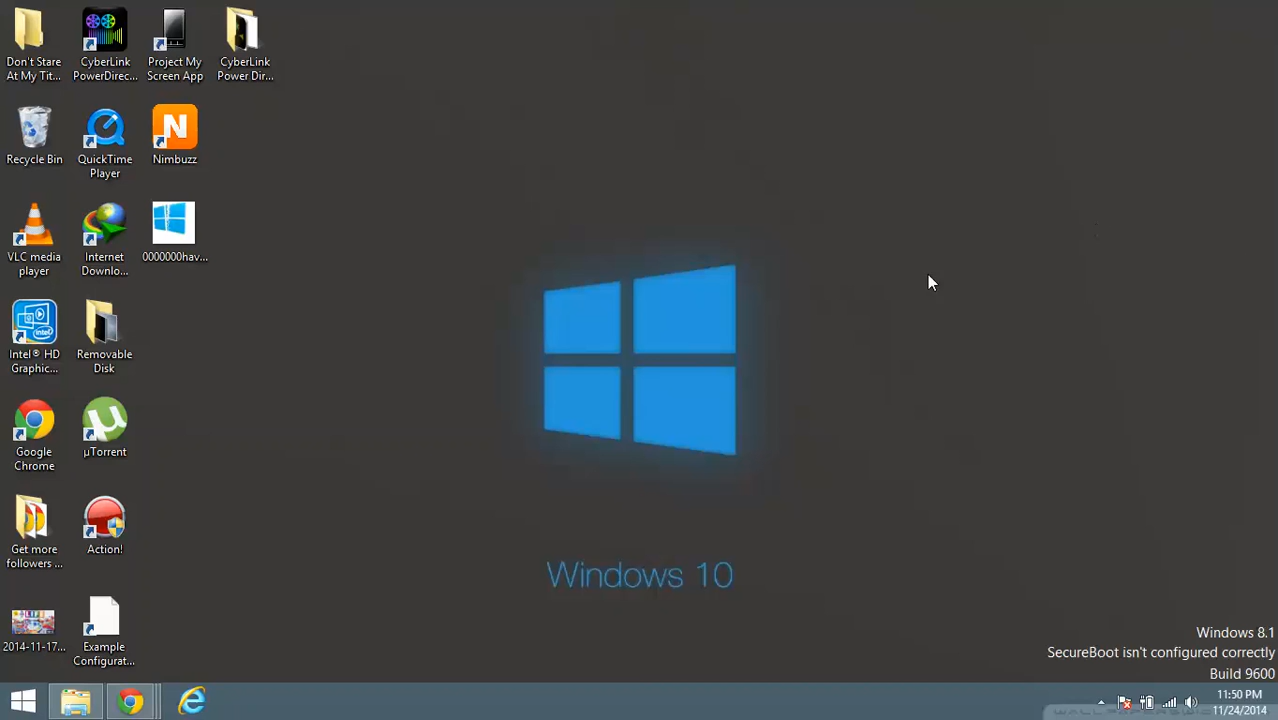 Don't Stare
At My Tit...
CyberLink
PowerDirec...
Project My
Screen App
CyberLink
Power Dir...
Recycle Bin
QuickTime
Player
N
Nimbuzz
VLC media
player
Internet
Downlo...
0000000hav...
intel
Intel® HD
Graphic...
Removable
Disk
Google
Chrome
µTorrent
Get more
followers ...
Action!
LIFE
2014-11-17...
Example
Configurat...
Windows 10
Windows 8.1
SecureBoot isn't configured correctly
Build 9600
11:50 PM
11/24/2014